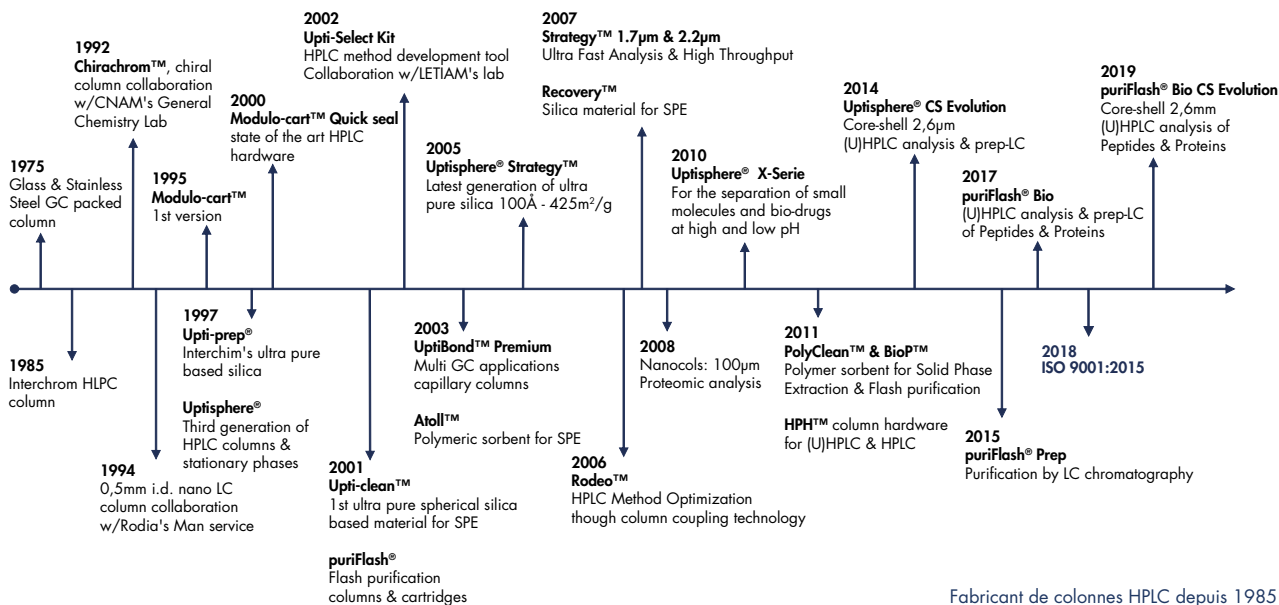 1975
Glass & Stainless
Steel GC packed
column
1985
Interchrom HLPC
column
1992
Chirachrom™, chiral
column collaboration
w/CNAM's General
Chemistry Lab
1994
0,5mm i.d. nano LC
column collaboration
w/Rodia's Man service
1995
Modulo-cart™
1st version
1997
Upti-prep®
Interchim's ultra pure
based silica
Uptisphere®
Third generation of
HPLC columns &
stationary phases
2000
Modulo-cart™ Quick seal
state of the art HPLC
hardware
2001
Upti-clean™
1st ultra pure spherical silica
based material for SPE
puriFlash®
Flash purification
columns & cartridges
2002
Upti-Select Kit
HPLC method development tool
Collaboration w/LETIAM's lab
2003
UptiBond™ Premium
Multi GC applications
capillary columns
Atoll™
Polymeric sorbent for SPE
2005
Uptisphere® Strategy™
Latest generation of ultra
pure silica 100Å - 425m²/g
2006
Rodeo™
HPLC Method Optimization
though column coupling technology
2007
Strategy™ 1.7µm & 2.2µm
Ultra Fast Analysis & High Throughput
Recovery™
Silica material for SPE
2008
Nanocols: 100µm
Proteomic analysis
2010
Uptisphere® X-Serie
For the separation of small
molecules and bio-drugs
at high and low pH
2011
PolyClean™ & BioP™
Polymer sorbent for Solid Phase
Extraction & Flash purification
HPH™ column hardware
for (U)HPLC & HPLC
2014
Uptisphere® CS Evolution
Core-shell 2,6µm
(U)HPLC analysis & prep-LC
2015
puriFlash® Prep
Purification by LC chromatography
2017
puriFlash® Bio
(U)HPLC analysis & prep-LC
of Peptides & Proteins
2018
ISO 9001:2015
2019
puriFlash® Bio CS Evolution
Core-shell 2,6mm
(U)HPLC analysis of
Peptides & Proteins
Fabricant de colonnes HPLC depuis 1985